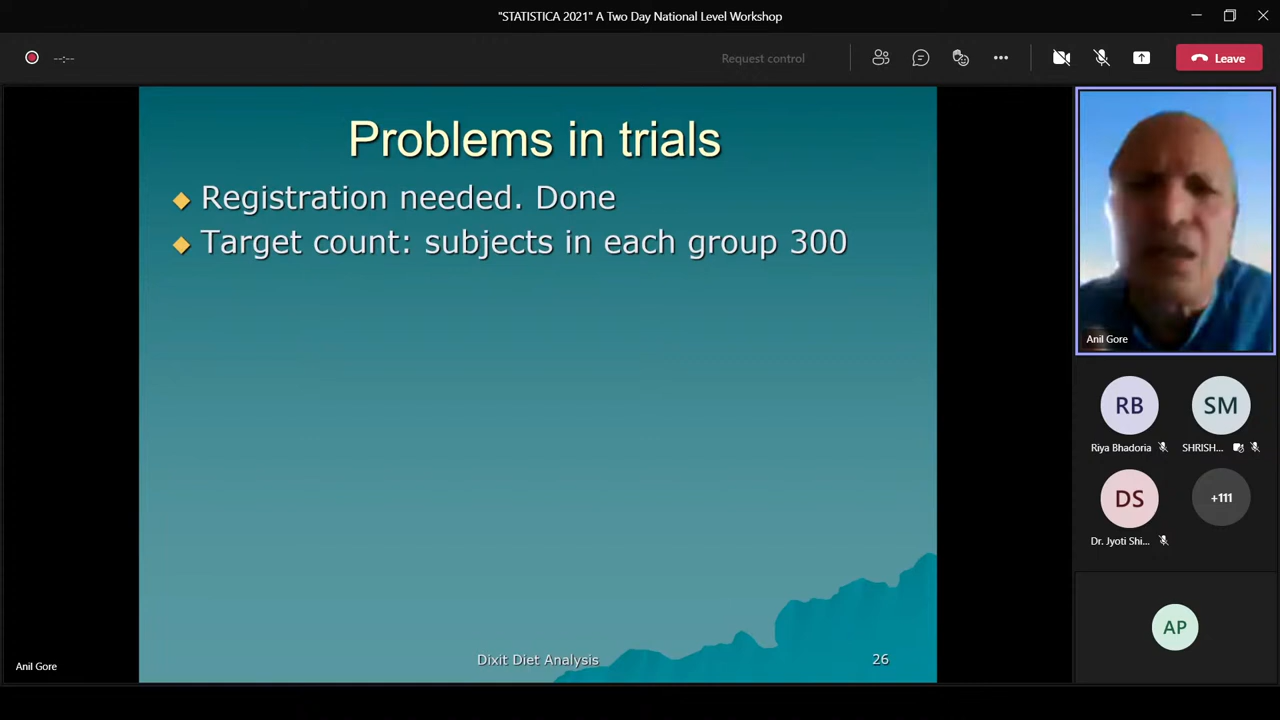 "STATISTICA 2021" A Two Day National Level Workshop
--:--
Request control
Leave
Problems in trials
Registration needed. Done
Target count: subjects in each group 300
Dixit Diet Analysis
26
Anil Gore
Anil Gore
RB
SM
Riya Bhadoria
SHRISH...
DS
+111
Dr. Jyoti Shi...
AP